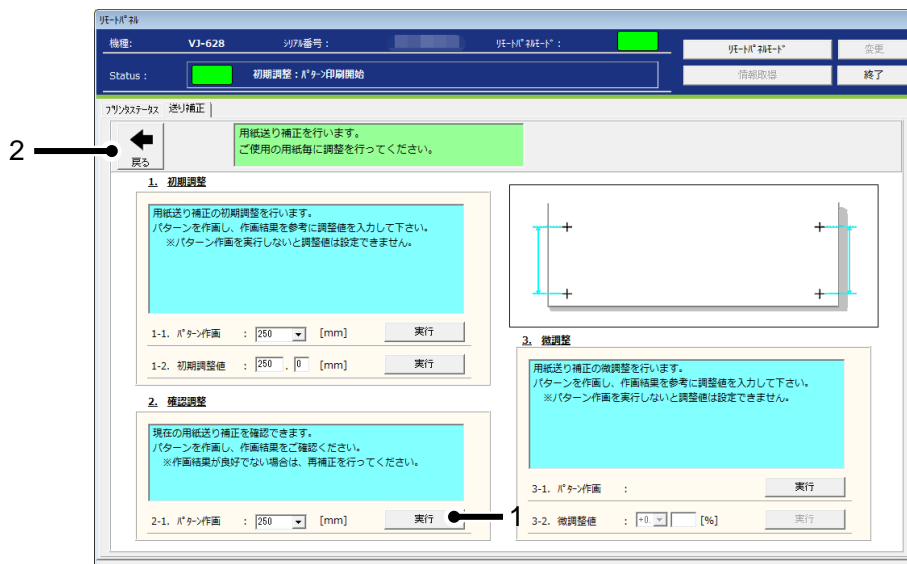 ﾘﾓｰﾄﾊﾟﾈﾙ
機種:
VJ-628
ｼﾘｱﾙ番号：
ﾘﾓｰﾄﾊﾟﾈﾙﾓｰﾄﾞ：
ﾘﾓｰﾄﾊﾟﾈﾙﾓｰﾄﾞ
変更
Status :
初期調整：ﾊﾟﾀｰﾝ印刷開始
情報取得
終了
ﾌﾟﾘﾝﾀｽﾃｰﾀｽ 送り補正
2
戻る
用紙送り補正を行います。
ご使用の用紙毎に調整を行ってください。
1. 初期調整
用紙送り補正の初期調整を行います。
パターンを作画し、作画結果を参考に調整値を入力して下さい。
※パターン作画を実行しないと調整値は設定できません。
1-1. ﾊﾟﾀｰﾝ作画 : 250 [mm] 実行
1-2. 初期調整値 : 250 . 0 [mm] 実行
2. 確認調整
現在の用紙送り補正を確認できます。
パターンを作画し、作画結果をご確認ください。
※作画結果が良好でない場合は、再補正を行ってください。
2-1. ﾊﾟﾀｰﾝ作画 : 250 [mm] 実行
1
3. 微調整
用紙送り補正の微調整を行います。
パターンを作画し、作画結果を参考に調整値を入力して下さい。
※パターン作画を実行しないと調整値は設定できません。
3-1. ﾊﾟﾀｰﾝ作画 : 実行
3-2. 微調整値 : +0. [%] 実行